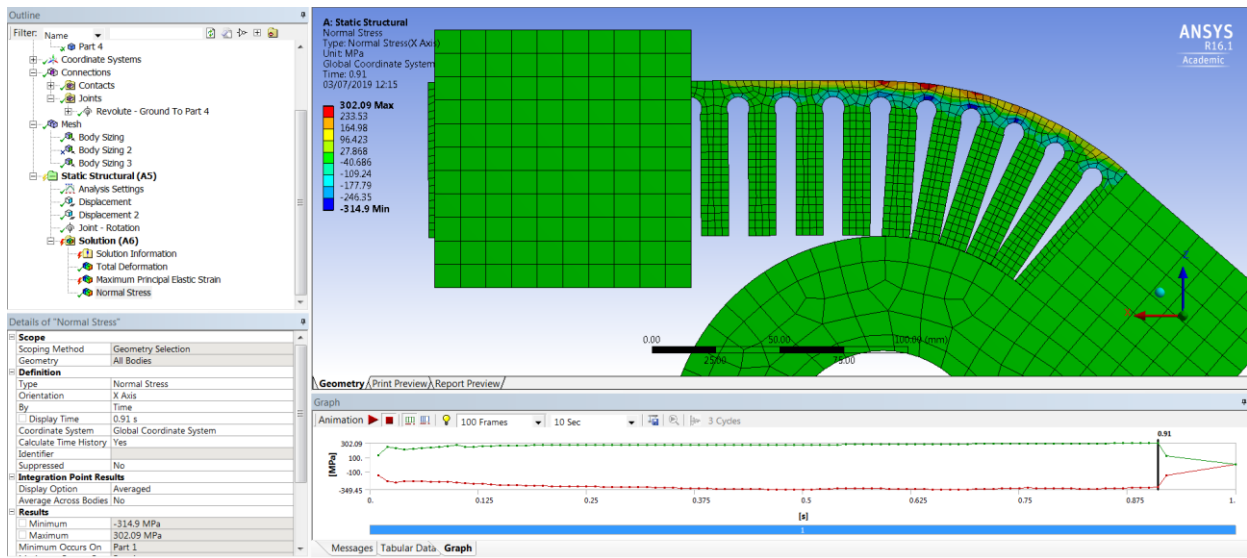 Outline
Filter: Name
Part 4
Coordinate Systems
Connections
Contacts
Joints
Revolute - Ground To Part 4
Mesh
Body Sizing
Body Sizing 2
Body Sizing 3
Static Structural (A5)
Analysis Settings
Displacement
Displacement 2
Joint - Rotation
Solution (A6)
Solution Information
Total Deformation
Maximum Principal Elastic Strain
Normal Stress
Details of "Normal Stress"
Scope
Scoping Method Geometry Selection
Geometry All Bodies
Definition
Type Normal Stress
Orientation X Axis
By Time
Display Time 0.91 s
Coordinate System Global Coordinate System
Calculate Time History Yes
Identifier
Suppressed No
Integration Point Results
Display Option Averaged
Average Across Bodies No
Results
Minimum -314.9 MPa
Maximum 302.09 MPa
Minimum Occurs On Part 1
A: Static Structural
Normal Stress
Type: Normal Stress(X Axis)
Unit: MPa
Global Coordinate System
Time: 0.91
03/07/2019 12:15
302.09 Max
233.53
164.98
96.423
27.868
-40.686
-109.24
-177.79
-246.35
-314.9 Min
ANSYS
R16.1
Academic
Z
X
0.00 50.00 100.00 (mm)
25.00 75.00
Geometry Print Preview Report Preview
Graph
Animation 100 Frames 10 Sec 3 Cycles
0.91
302.09
100.
-100.
-349.45
[MPa]
0. 0.125 0.25 0.375 0.5 0.625 0.75 0.875 1.
[s]
1
Messages Tabular Data Graph